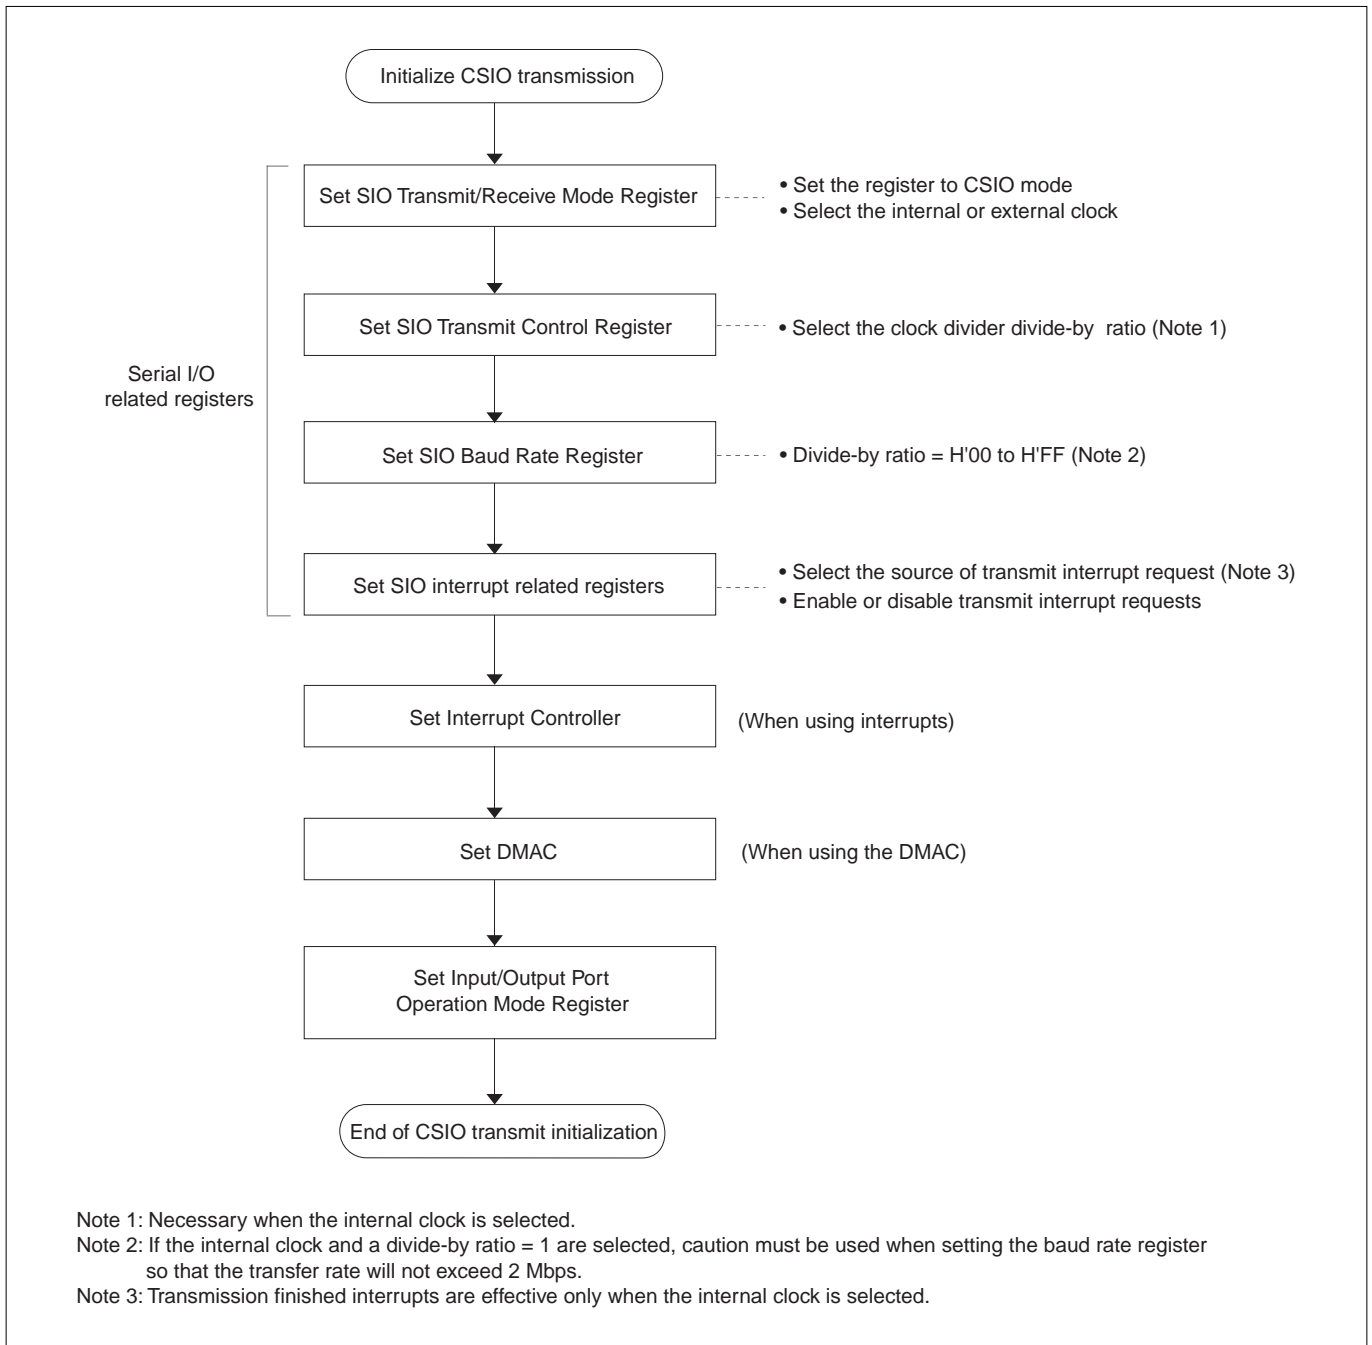 Initialize CSIO transmission
Set SIO Transmit/Receive Mode Register
• Set the register to CSIO mode
• Select the internal or external clock
Set SIO Transmit Control Register
• Select the clock divider divide-by ratio (Note 1)
Serial I/O
related registers
Set SIO Baud Rate Register
• Divide-by ratio = H'00 to H'FF (Note 2)
Set SIO interrupt related registers
• Select the source of transmit interrupt request (Note 3)
• Enable or disable transmit interrupt requests
Set Interrupt Controller
(When using interrupts)
Set DMAC
(When using the DMAC)
Set Input/Output Port
Operation Mode Register
End of CSIO transmit initialization
Note 1: Necessary when the internal clock is selected.
Note 2: If the internal clock and a divide-by ratio = 1 are selected, caution must be used when setting the baud rate register
so that the transfer rate will not exceed 2 Mbps.
Note 3: Transmission finished interrupts are effective only when the internal clock is selected.